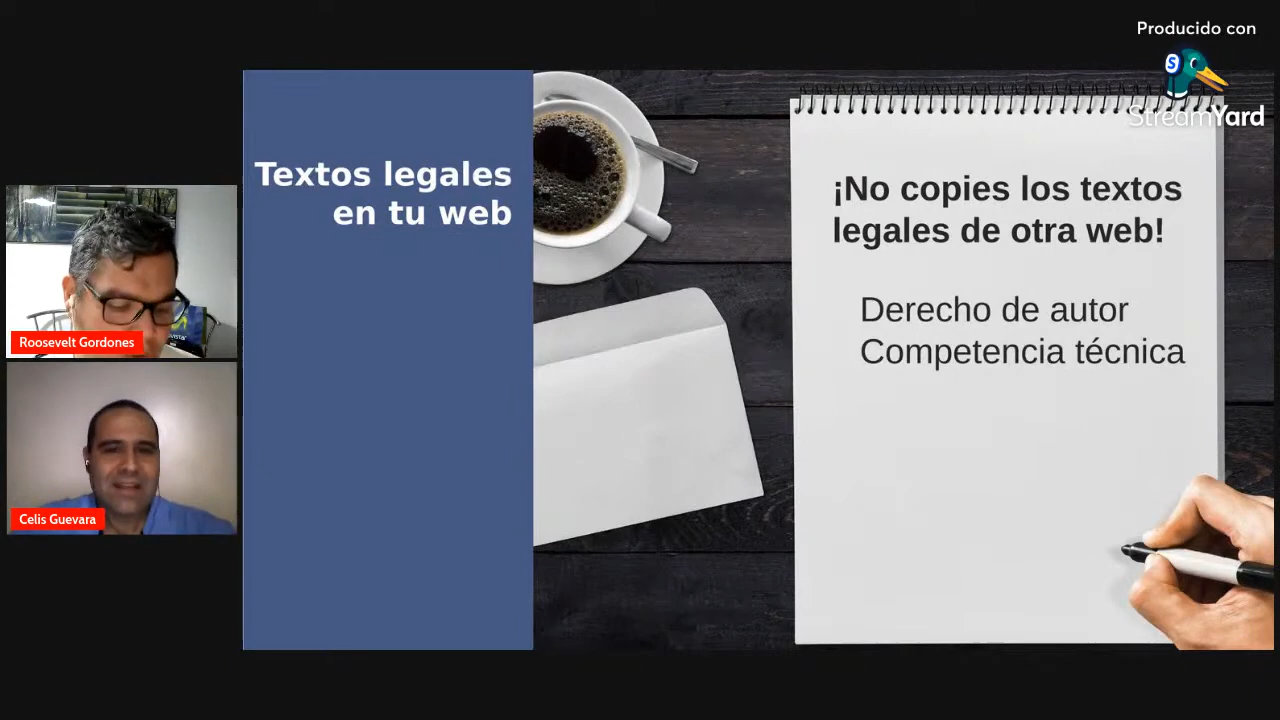 Producido con
StreamYard
Textos legales
en tu web
¡No copies los textos
legales de otra web!
Derecho de autor
Competencia técnica
Roosevelt Gordones
Celis Guevara